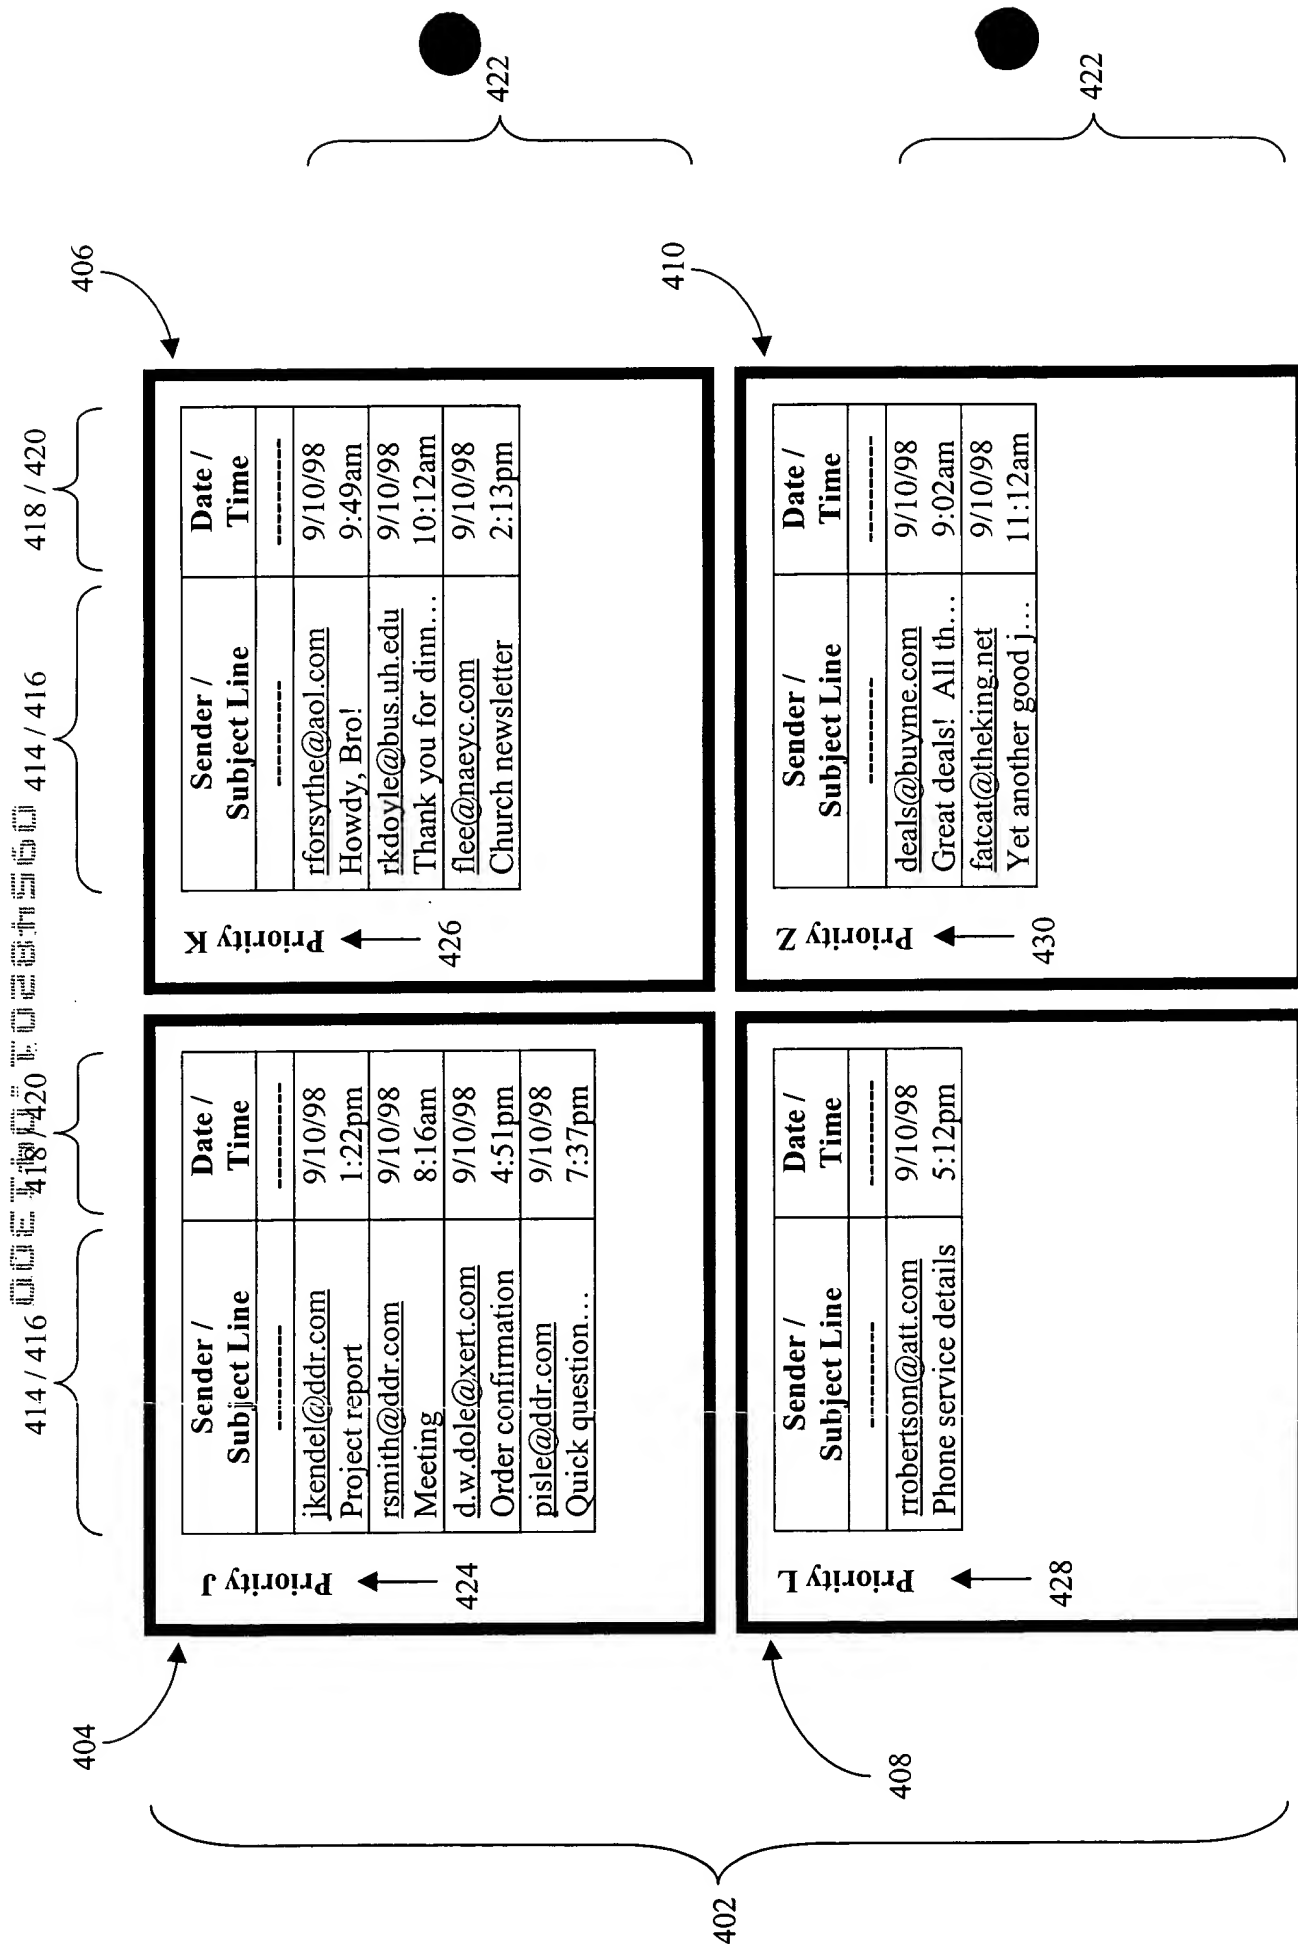 414 / 416
418 / 420
414 / 416
418 / 420
404
406
402
Priority J
424
Sender / Subject Line
Date / Time
----------
---------
jkendel@ddr.com
9/10/98
Project report
1:22pm
rsmith@ddr.com
9/10/98
Meeting
8:16am
d.w.dole@xert.com
9/10/98
Order confirmation
4:51pm
pisle@ddr.com
9/10/98
Quick question…
7:37pm
Priority K
426
Sender / Subject Line
Date / Time
----------
---------
rforsythe@aol.com
9/10/98
Howdy, Bro!
9:49am
rkdoyle@bus.uh.edu
9/10/98
Thank you for dinn…
10:12am
flee@naeyc.com
9/10/98
Church newsletter
2:13pm
422
408
410
Priority L
428
Sender / Subject Line
Date / Time
----------
---------
rrobertson@att.com
9/10/98
Phone service details
5:12pm
Priority Z
430
Sender / Subject Line
Date / Time
----------
---------
deals@buyme.com
9/10/98
Great deals!  All th…
9:02am
fatcat@theking.net
9/10/98
Yet another good j…
11:12am
422